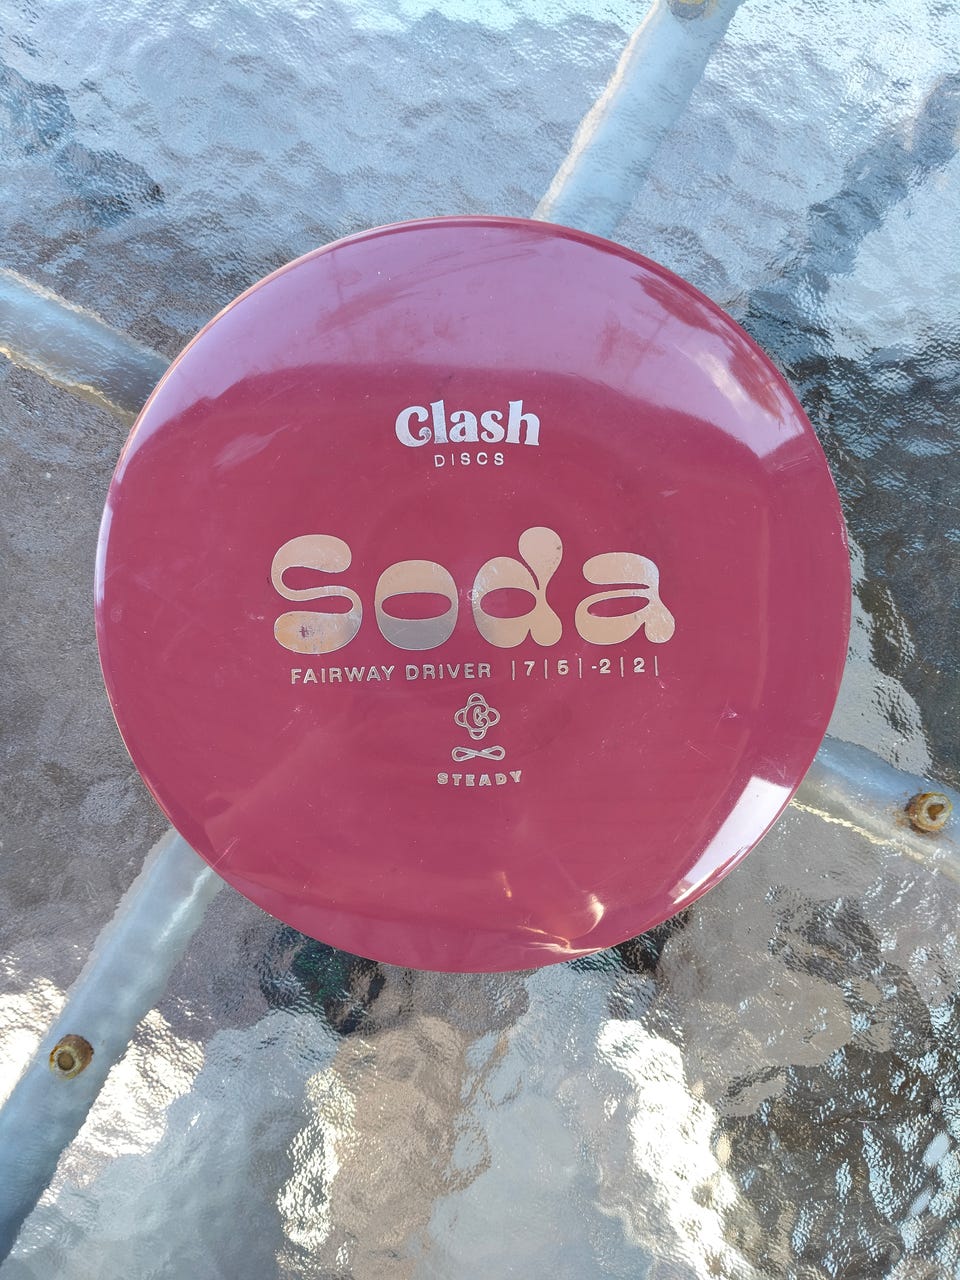 Clash
DISCS
Soda
FAIRWAY DRIVER |7|5|-2|2|
STEADY